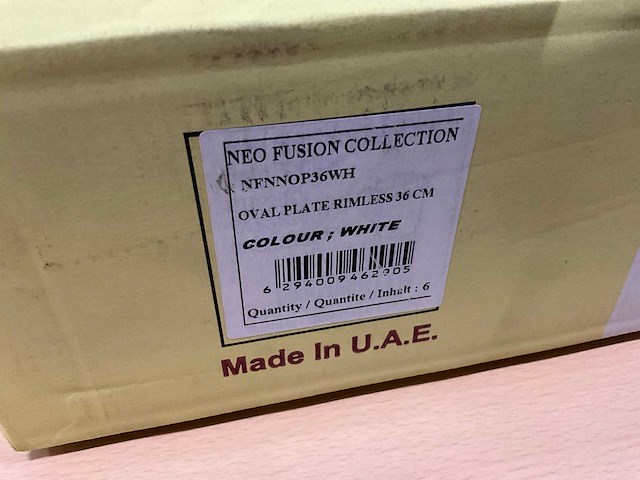 NEO FUSION COLLECTION
NFNNOP36WH
OVAL PLATE RIMLESS 36 CM
COLOUR ; WHITE
6 294009 462905
Quantity / Quantite / Inhalt : 6
Made In U.A.E.